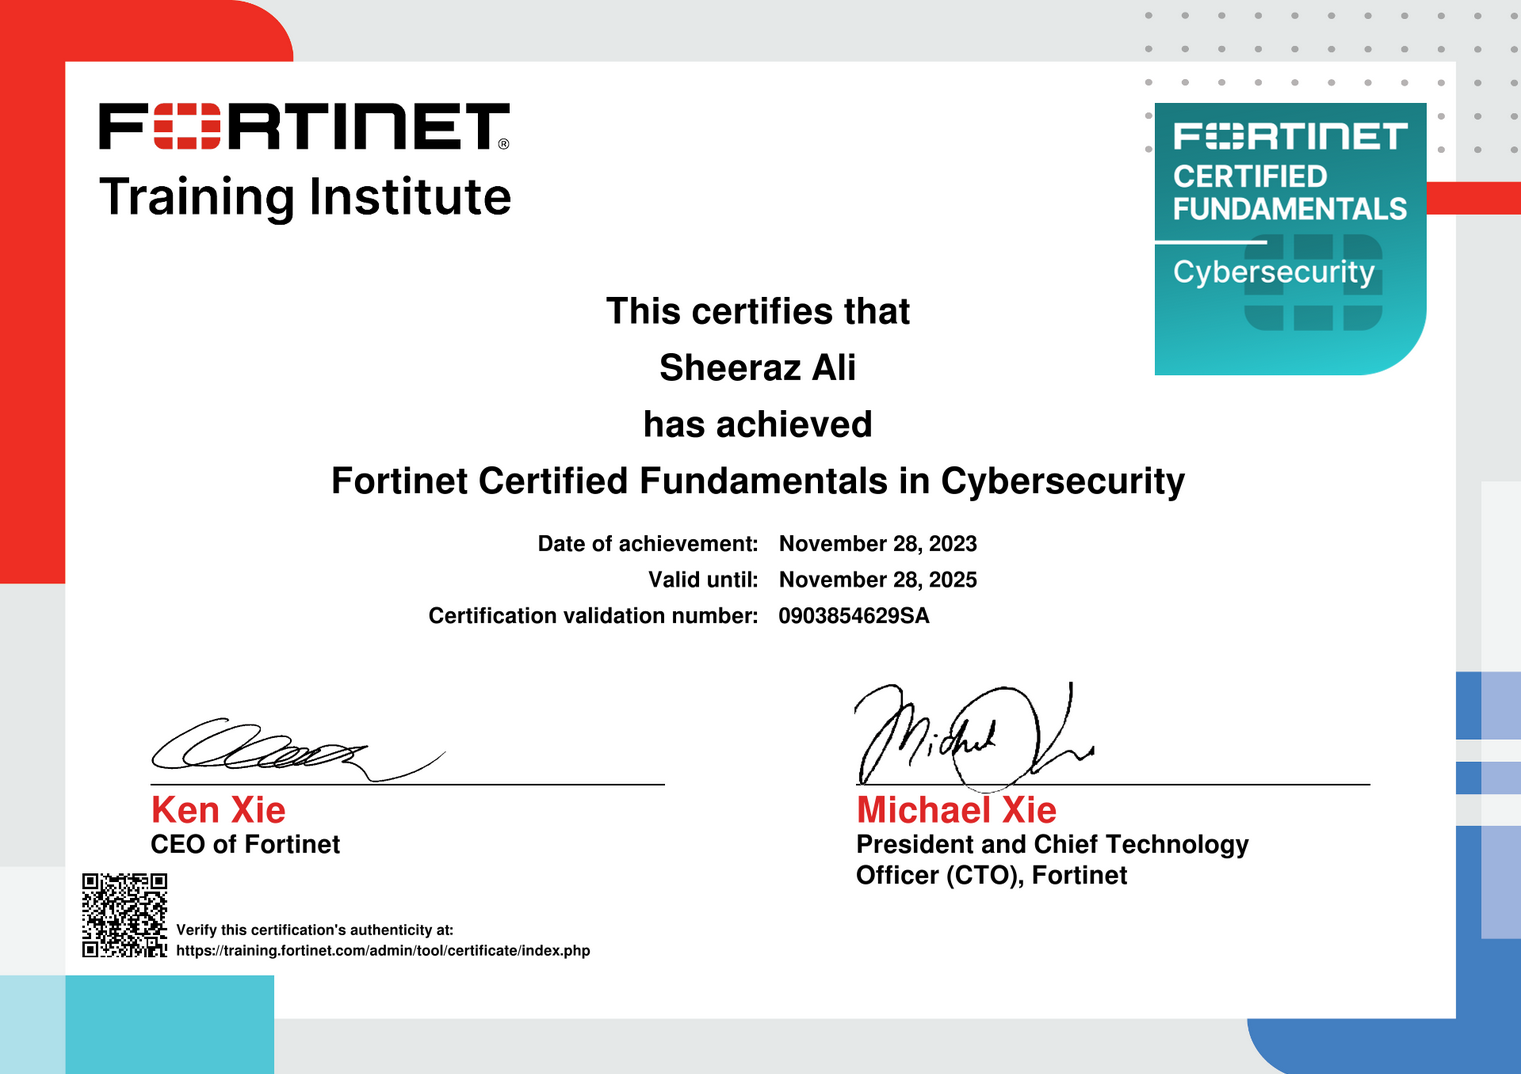 FORTINET®
Training Institute
FORTINET
CERTIFIED
FUNDAMENTALS
Cybersecurity
This certifies that
Sheeraz Ali
has achieved
Fortinet Certified Fundamentals in Cybersecurity
Date of achievement: November 28, 2023
Valid until: November 28, 2025
Certification validation number: 0903854629SA
Ken Xie
CEO of Fortinet
Michael Xie
President and Chief Technology
Officer (CTO), Fortinet
Verify this certification's authenticity at:
https://training.fortinet.com/admin/tool/certificate/index.php